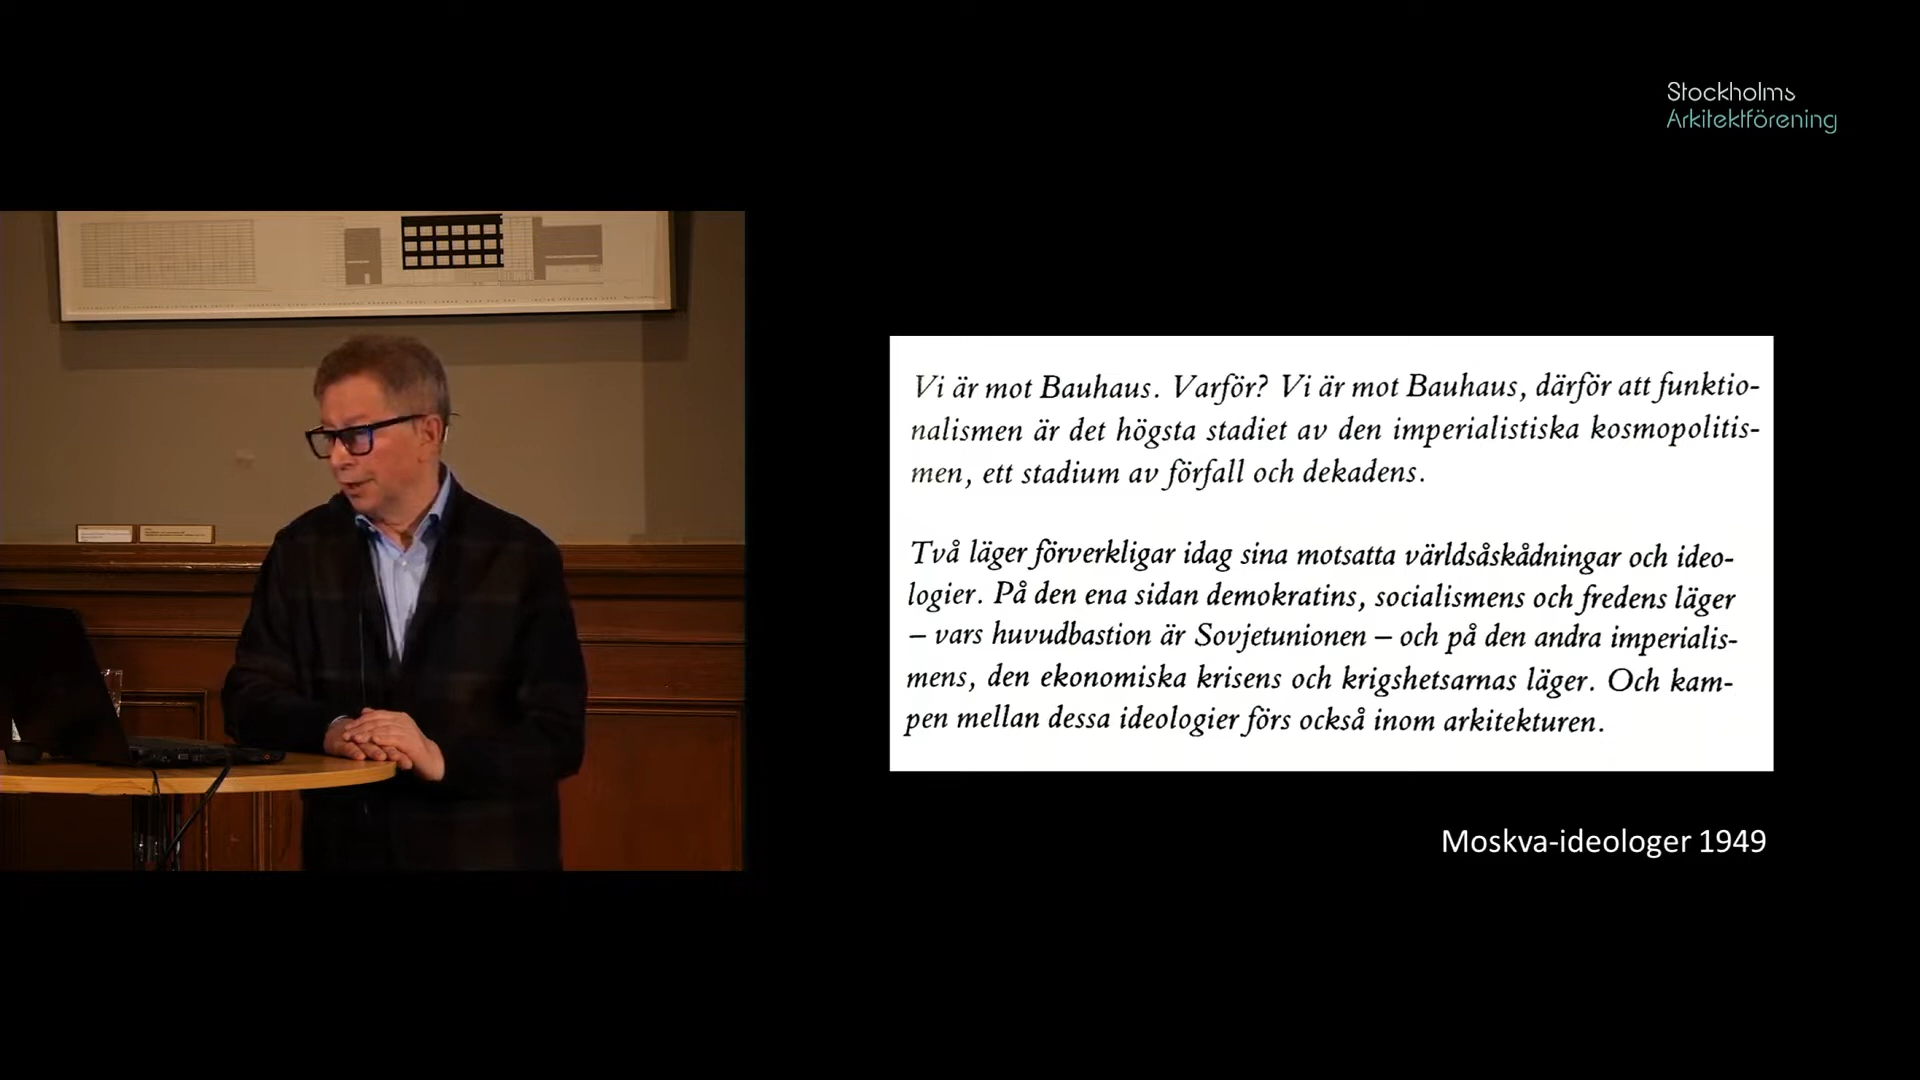 Stockholms
Arkitektförening
Vi är mot Bauhaus. Varför? Vi är mot Bauhaus, därför att funktio-
nalismen är det högsta stadiet av den imperialistiska kosmopolitis-
men, ett stadium av förfall och dekadens.
Två läger förverkligar idag sina motsatta världsåskådningar och ideo-
logier. På den ena sidan demokratins, socialismens och fredens läger
– vars huvudbastion är Sovjetunionen – och på den andra imperialis-
mens, den ekonomiska krisens och krigshetsarnas läger. Och kam-
pen mellan dessa ideologier förs också inom arkitekturen.
Moskva-ideologer 1949